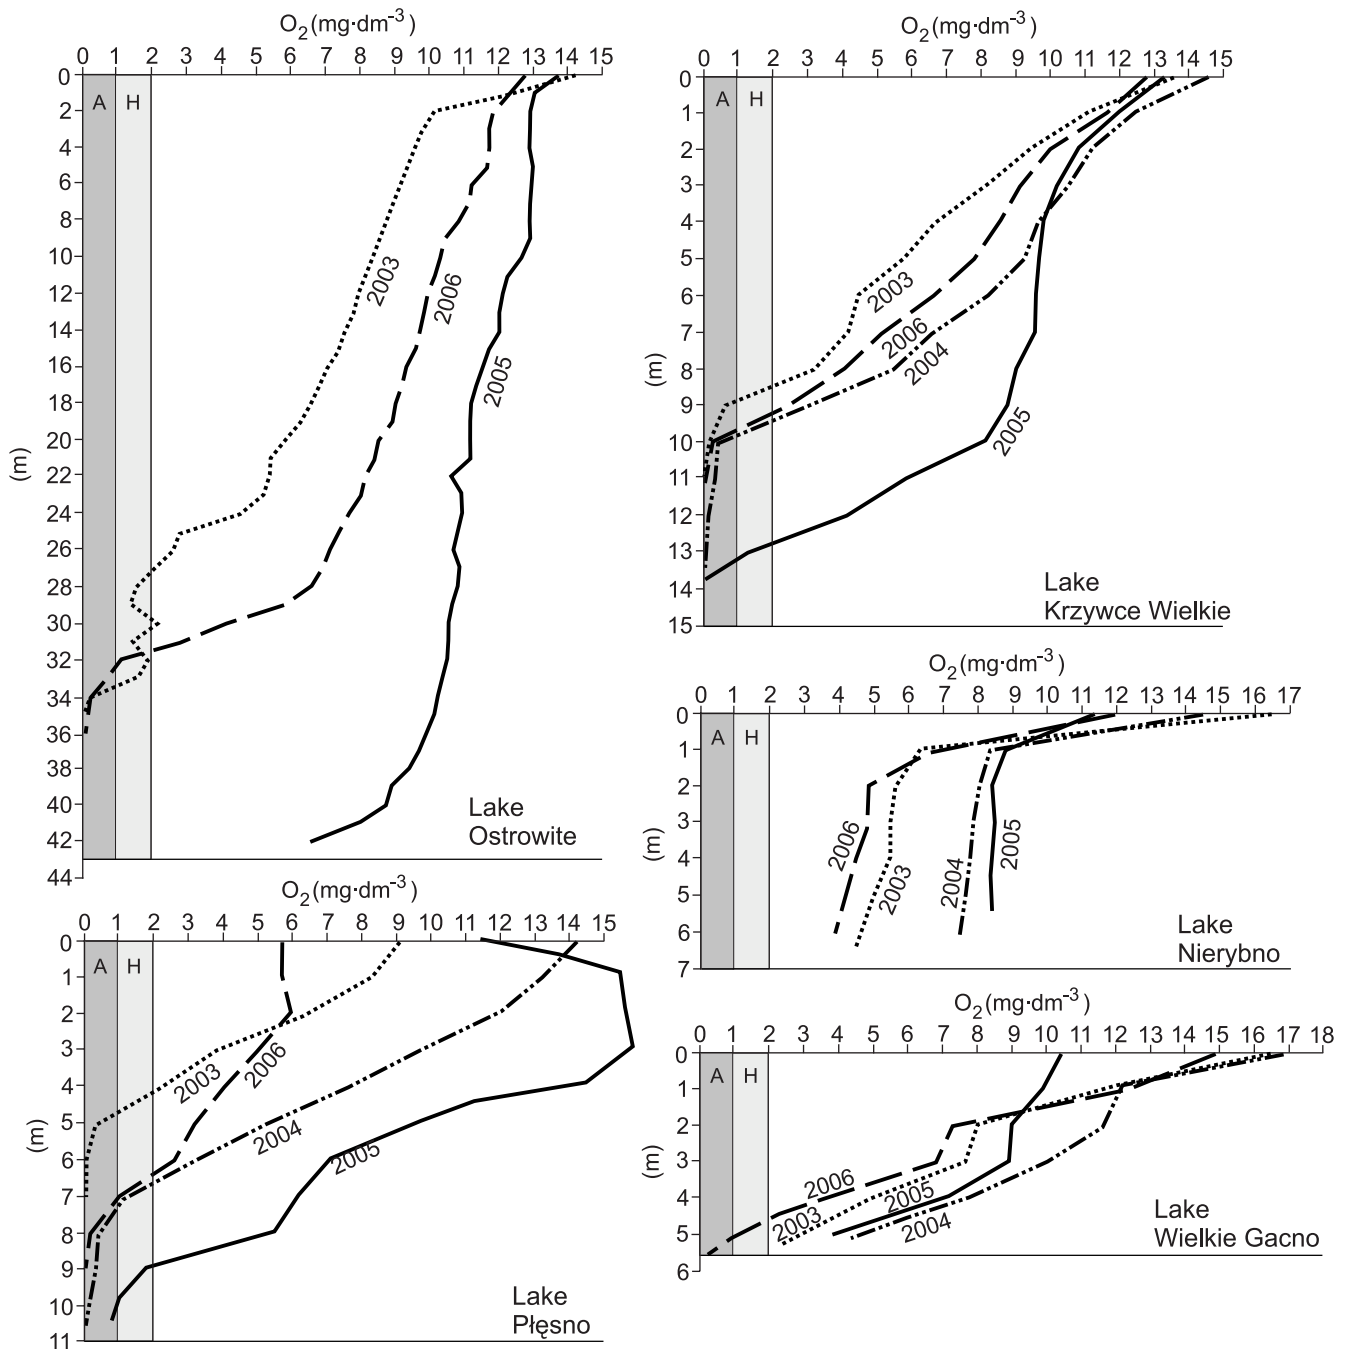 O2(mg·dm-3)
0 1 2 3 4 5 6 7 8 9 10 11 12 13 14 15
A H
0
2
4
6
8
10
12
14
16
18
20
22
24
26
28
30
32
34
36
38
40
42
43
44
(m)
2003
2006
2005
Lake
Ostrowite
O2(mg·dm-3)
0 1 2 3 4 5 6 7 8 9 10 11 12 13 14 15
A H
0
1
2
3
4
5
6
7
8
9
10
11
12
13
14
15
(m)
2003
2006
2004
2005
Lake
Krzywce Wielkie
O2(mg·dm-3)
0 1 2 3 4 5 6 7 8 9 10 11 12 13 14 15 16 17
A H
0
1
2
3
4
5
6
7
(m)
2006
2003
2004
2005
Lake
Nierybno
O2(mg·dm-3)
0 1 2 3 4 5 6 7 8 9 10 11 12 13 14 15
A H
0
1
2
3
4
5
6
7
8
9
10
11
(m)
2003
2006
2004
2005
Lake
Płęsno
O2(mg·dm-3)
0 1 2 3 4 5 6 7 8 9 10 11 12 13 14 15 16 17 18
A H
0
1
2
3
4
5
6
(m)
2006
2003
2005
2004
Lake
Wielkie Gacno